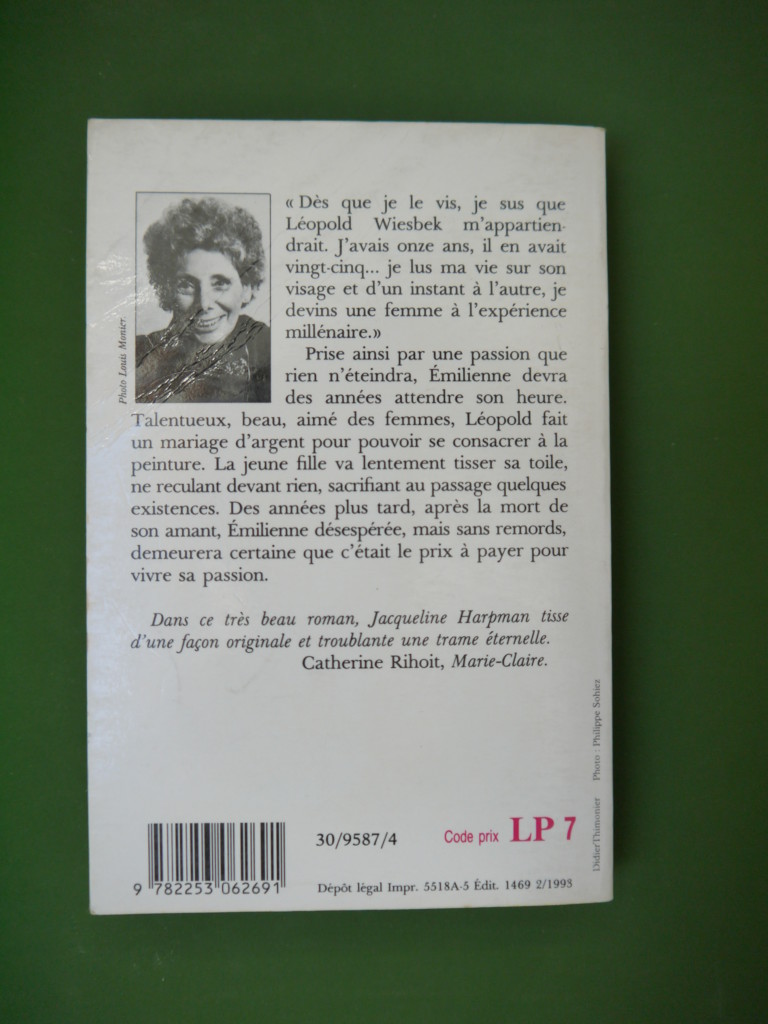 « Dès que je le vis, je sus que
Léopold Wiesbek m'appartien-
drait. J'avais onze ans, il en avait
vingt-cinq... je lus ma vie sur son
visage et d'un instant à l'autre, je
devins une femme à l'expérience
millénaire.»
Prise ainsi par une passion que
rien n'éteindra, Émilienne devra
des années attendre son heure.
Talentueux, beau, aimé des femmes, Léopold fait
un mariage d'argent pour pouvoir se consacrer à la
peinture. La jeune fille va lentement tisser sa toile,
ne reculant devant rien, sacrifiant au passage quelques
existences. Des années plus tard, après la mort de
son amant, Émilienne désespérée, mais sans remords,
demeurera certaine que c'était le prix à payer pour
vivre sa passion.
Photo Louis Monier.
Dans ce très beau roman, Jacqueline Harpman tisse
d'une façon originale et troublante une trame éternelle.
Catherine Rihoit, Marie-Claire.
Didier Thimonier Photo : Philippe Sohiez
30/9587/4
Code prix LP 7
9 782253 062691
Dépôt légal Impr. 5518A-5 Édit. 1469 2/1993